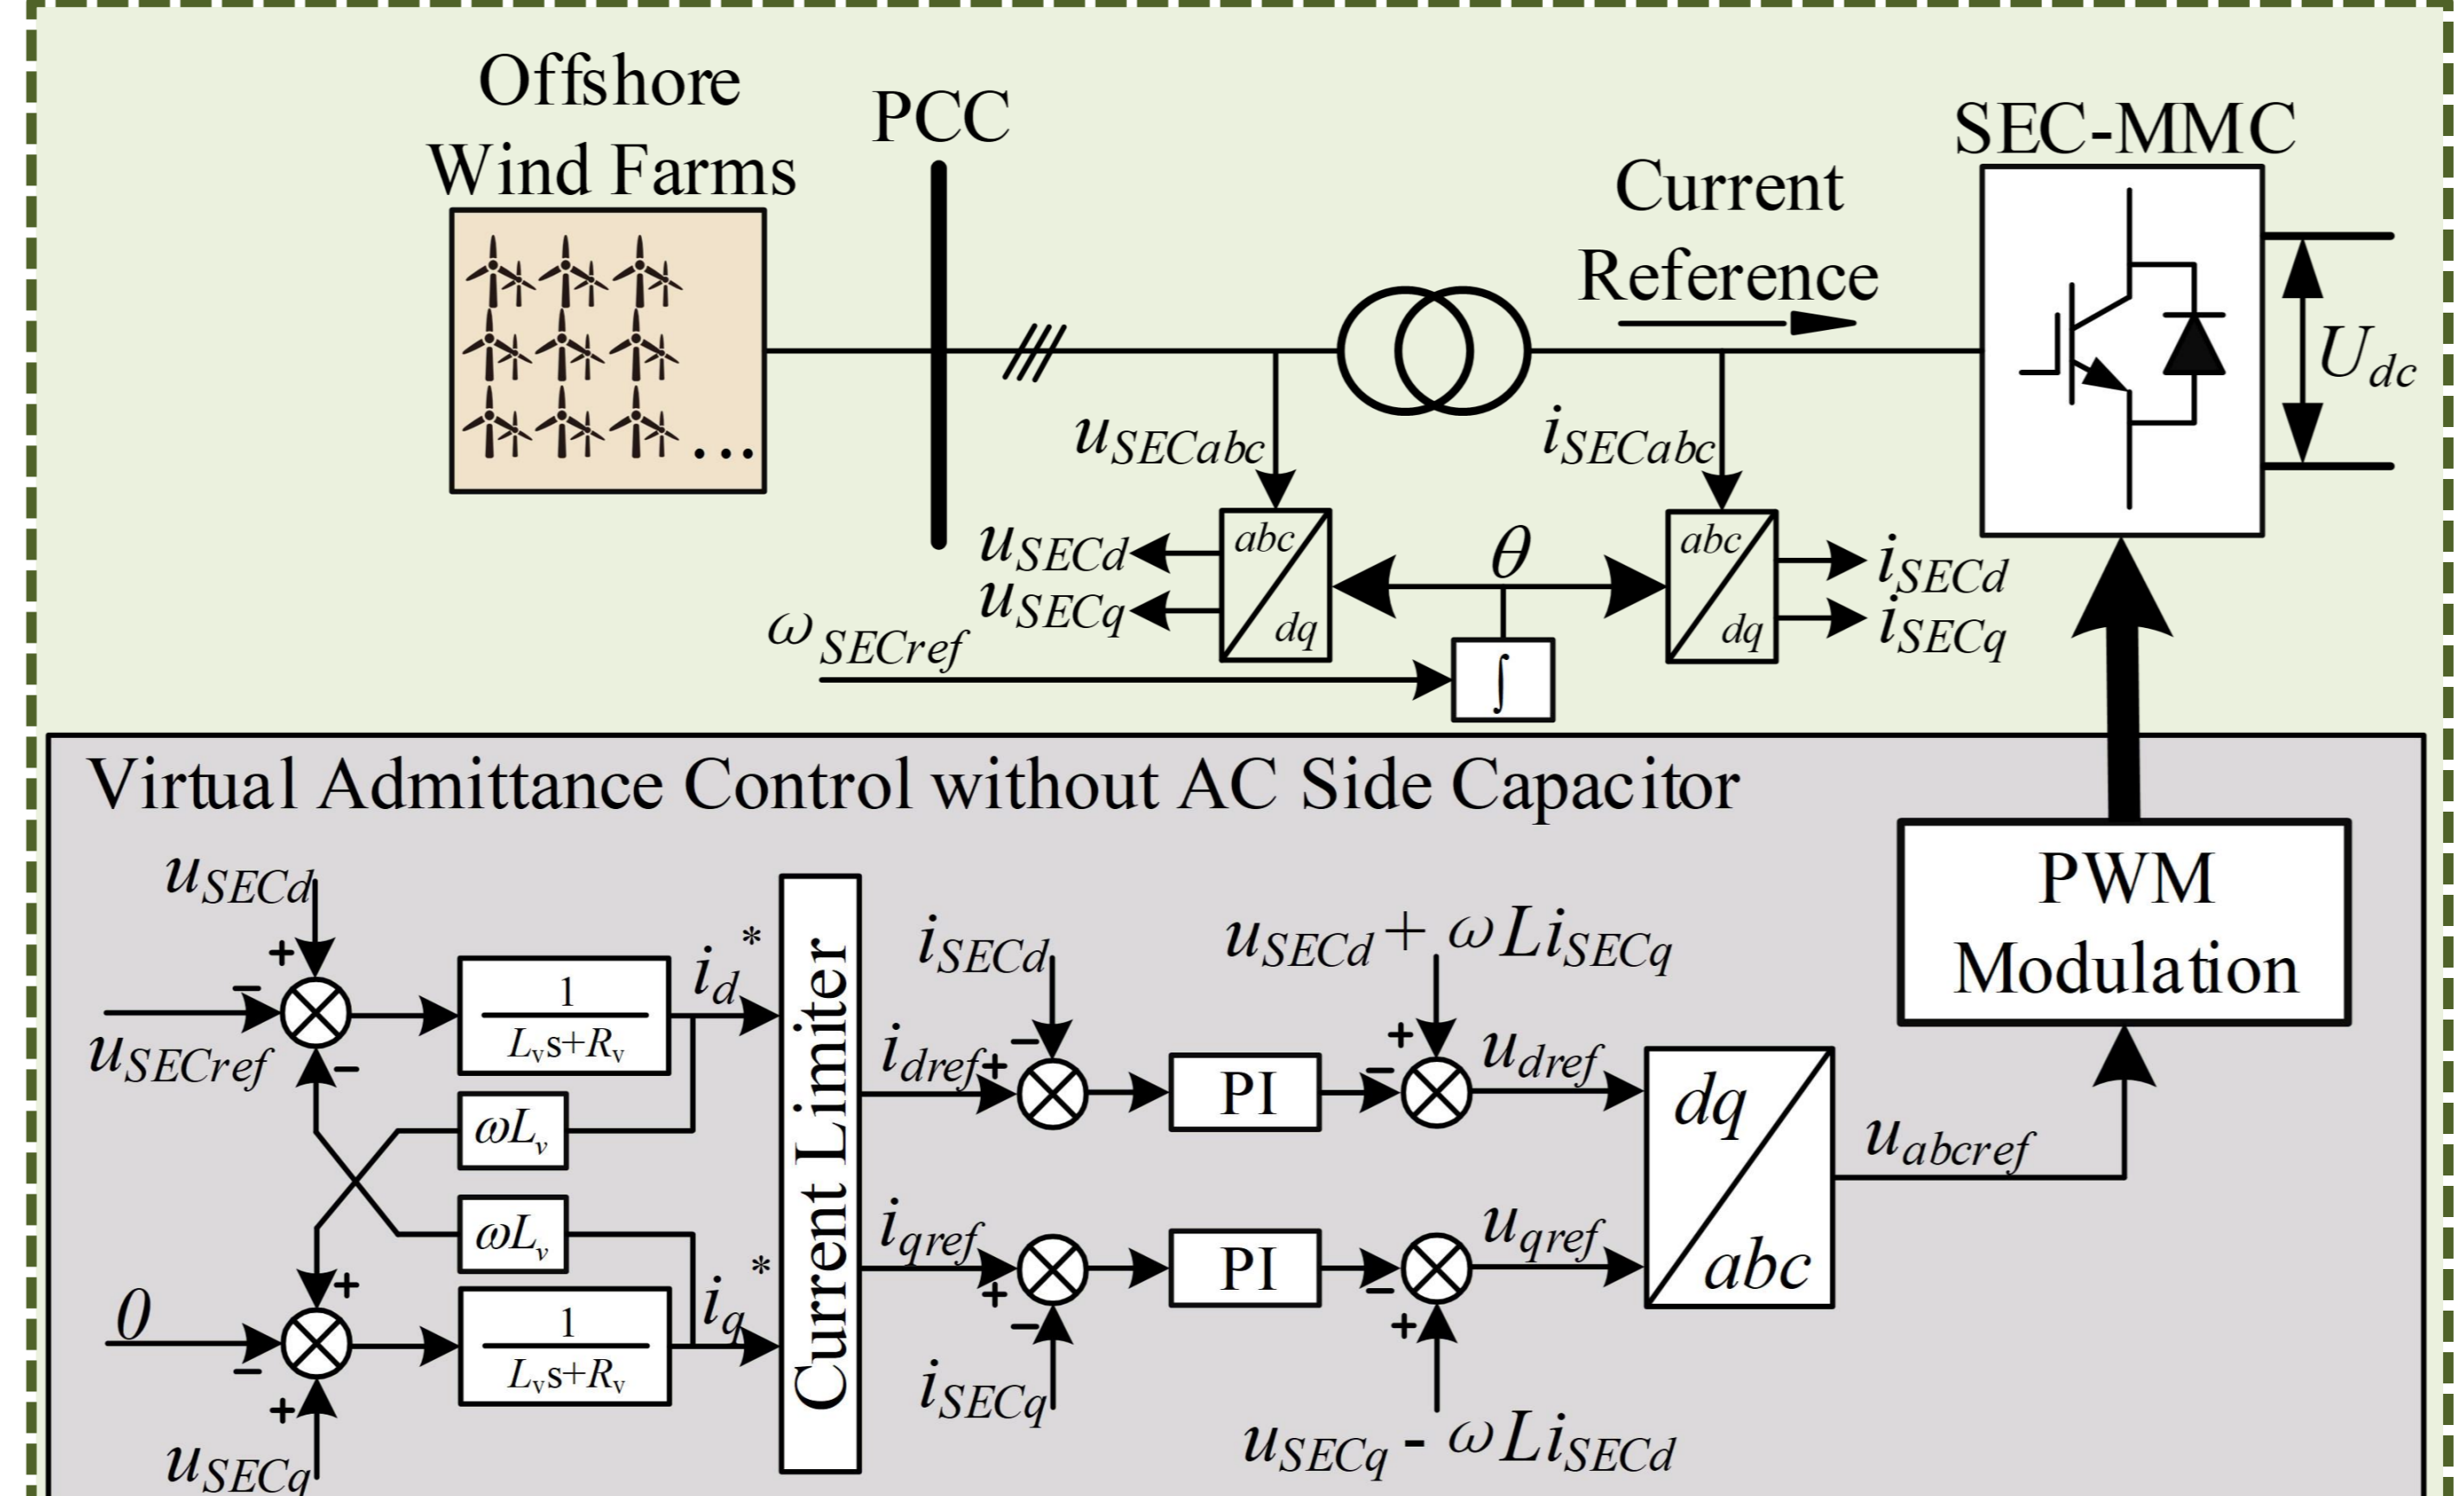 Offshore
Wind Farms
PCC
Current
Reference
SEC-MMC
U_dc
u_SECabc
i_SECabc
abc
dq
θ
abc
dq
u_SECd
u_SECq
i_SECd
i_SECq
ω_SECref
∫
Virtual Admittance Control without AC Side Capacitor
PWM
Modulation
u_SECd
+
−
u_SECref
−
1
L_vs+R_v
i_d*
ωL_v
ωL_v
0
+
−
+
u_SECq
1
L_vs+R_v
i_q*
Current Limiter
i_SECd
−
i_dref
+
PI
u_SECd + ωLi_SECq
+
−
u_dref
i_qref
+
−
i_SECq
PI
−
+
u_SECq - ωLi_SECd
u_qref
dq
abc
u_abcref